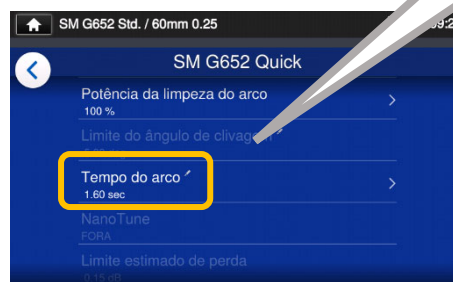 SM G652 Std. / 60mm 0.25
SM G652 Quick
Potência da limpeza do arco
100 %
Limite do ângulo de clivagem
Tempo do arco
1.60 sec
NanoTune
FORA
Limite estimado de perda
0.15 dB